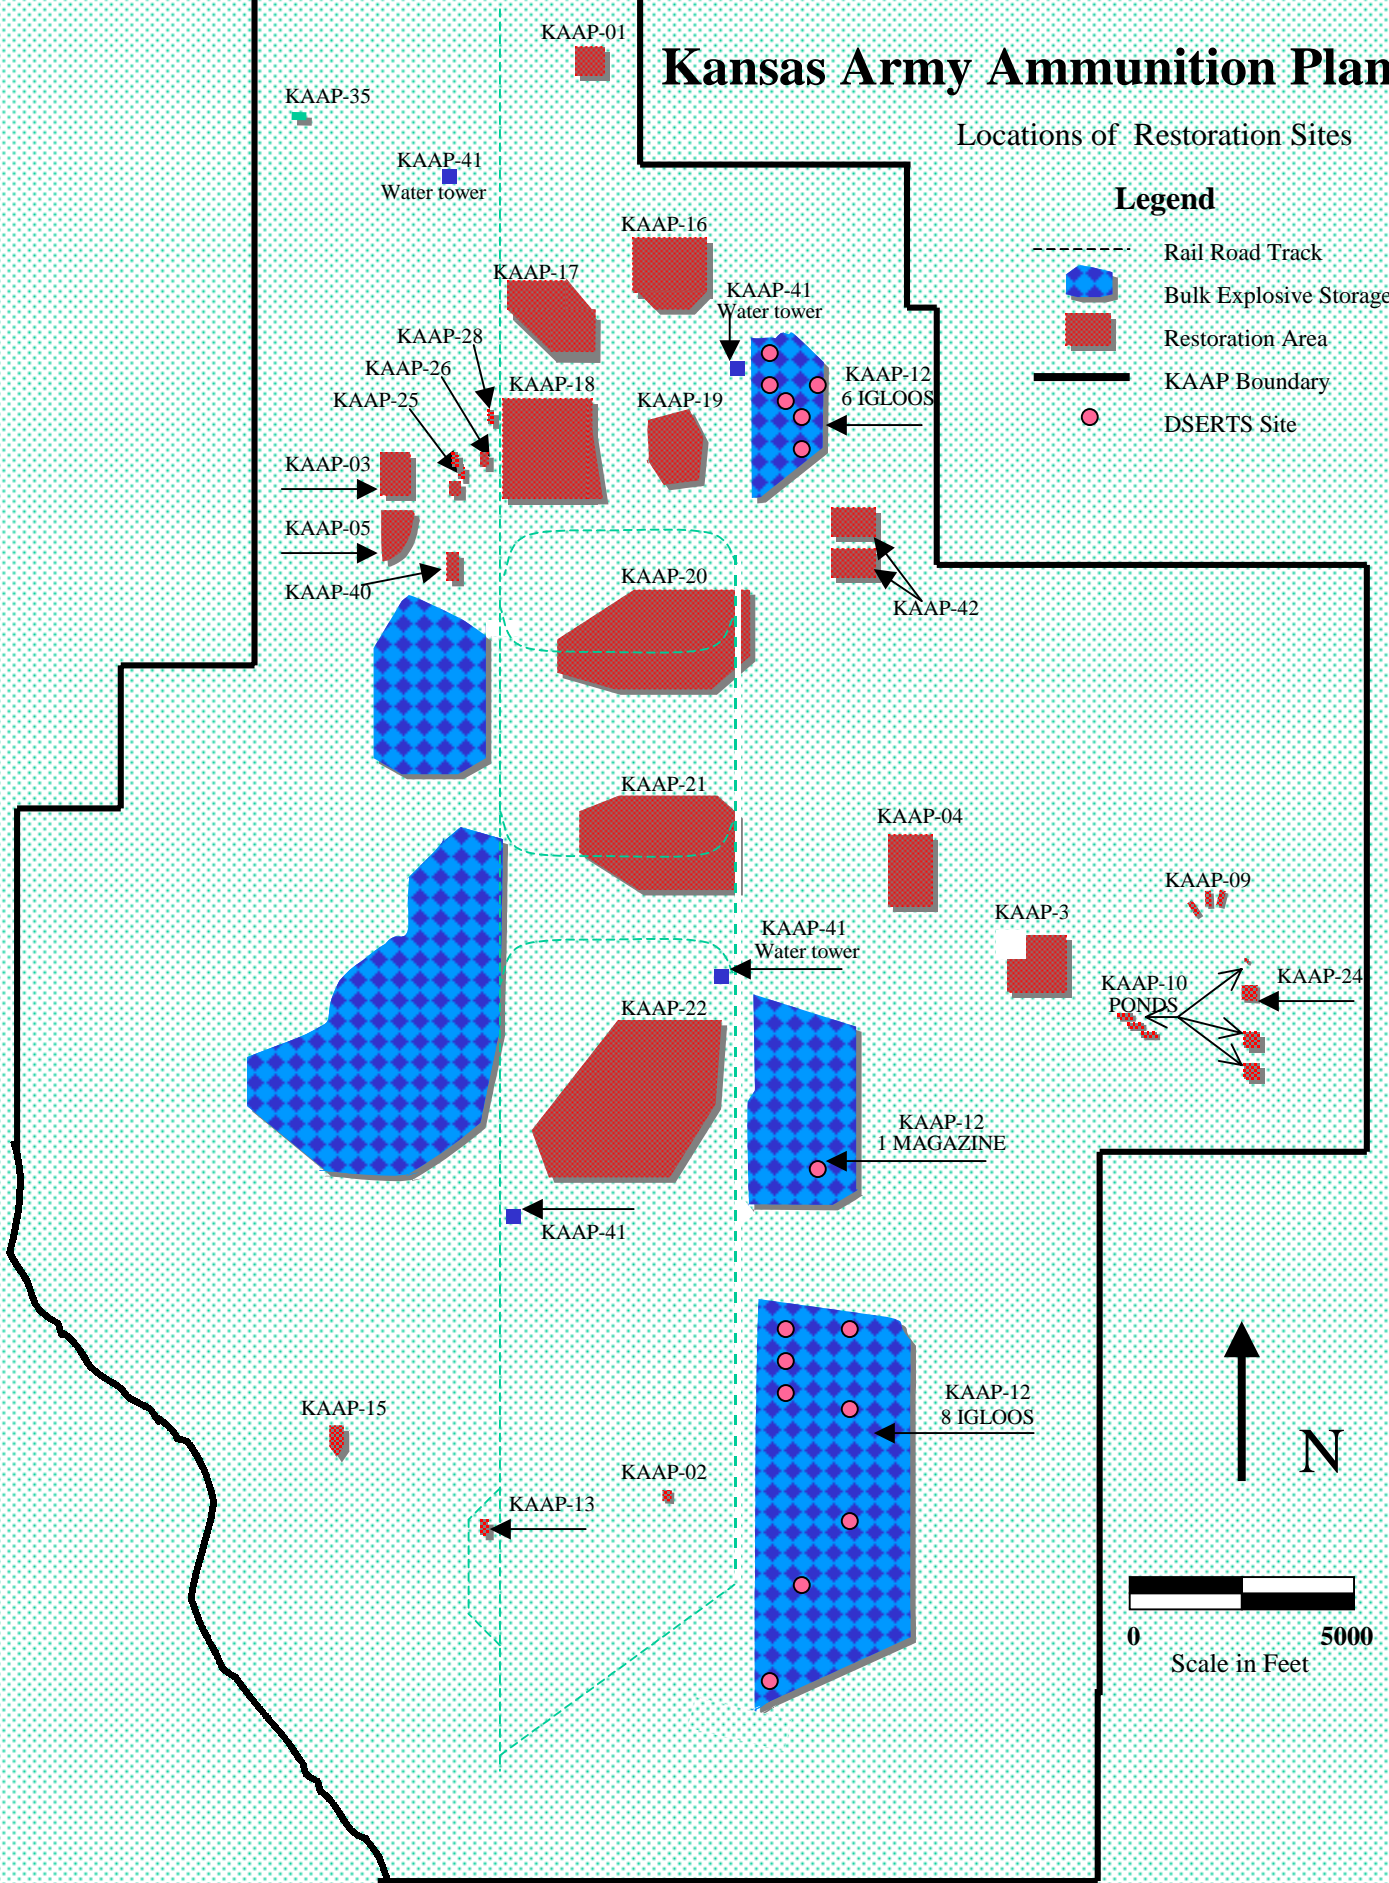 KAAP-01
Kansas Army Ammunition Plan
KAAP-35
Locations of Restoration Sites
KAAP-41
Water tower
Legend
KAAP-16
Rail Road Track
KAAP-17
KAAP-41
Water tower
Bulk Explosive Storage
KAAP-28
Restoration Area
KAAP-26
KAAP-18
KAAP-12
6 IGLOOS
KAAP-25
KAAP-19
KAAP Boundary
DSERTS Site
KAAP-03
KAAP-05
KAAP-20
KAAP-40
KAAP-42
KAAP-21
KAAP-04
KAAP-09
KAAP-3
KAAP-41
Water tower
KAAP-10
PONDS
KAAP-24
KAAP-22
KAAP-12
1 MAGAZINE
KAAP-41
KAAP-12
8 IGLOOS
KAAP-15
N
KAAP-02
KAAP-13
0 5000
Scale in Feet